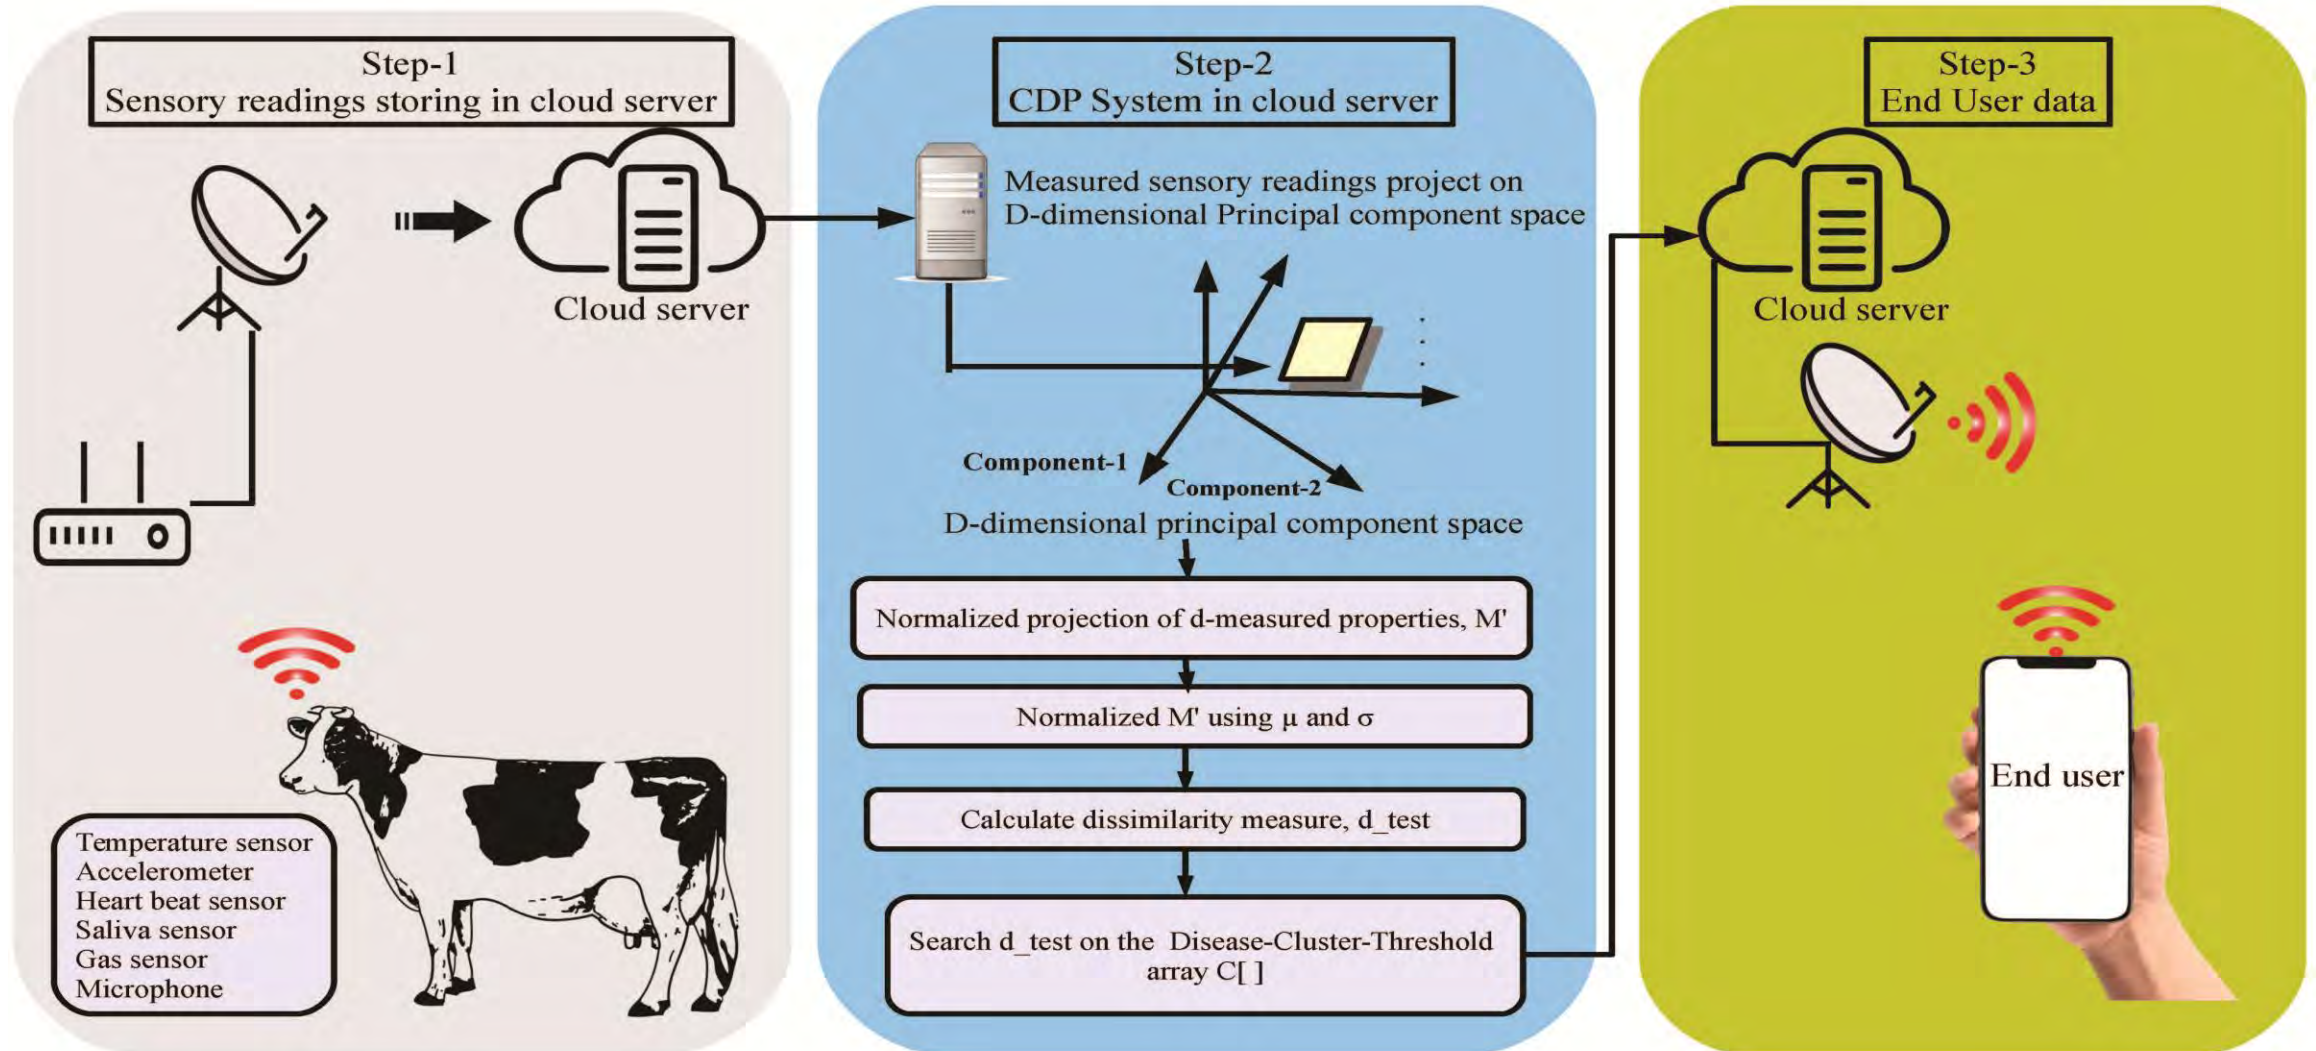 Step-1
Sensory readings storing in cloud server
Cloud server
Temperature sensor
Accelerometer
Heart beat sensor
Saliva sensor
Gas sensor
Microphone
Step-2
CDP System in cloud server
Measured sensory readings project on
D-dimensional Principal component space
Component-1
Component-2
D-dimensional principal component space
Normalized projection of d-measured properties, M'
Normalized M' using μ and σ
Calculate dissimilarity measure, d_test
Search d_test on the Disease-Cluster-Threshold
array C[ ]
Step-3
End User data
Cloud server
End user